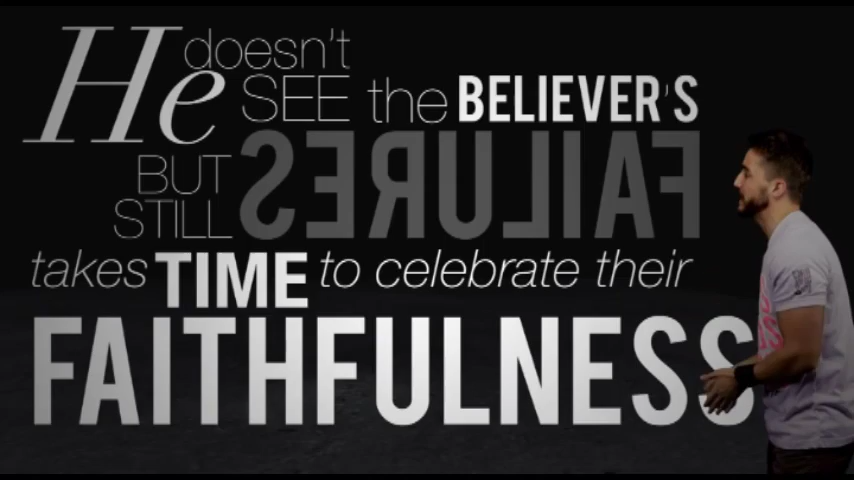 He doesn't
SEE the BELIEVER'S
FAILURES
BUT
STILL
takes TIME to celebrate their
FAITHFULNESS